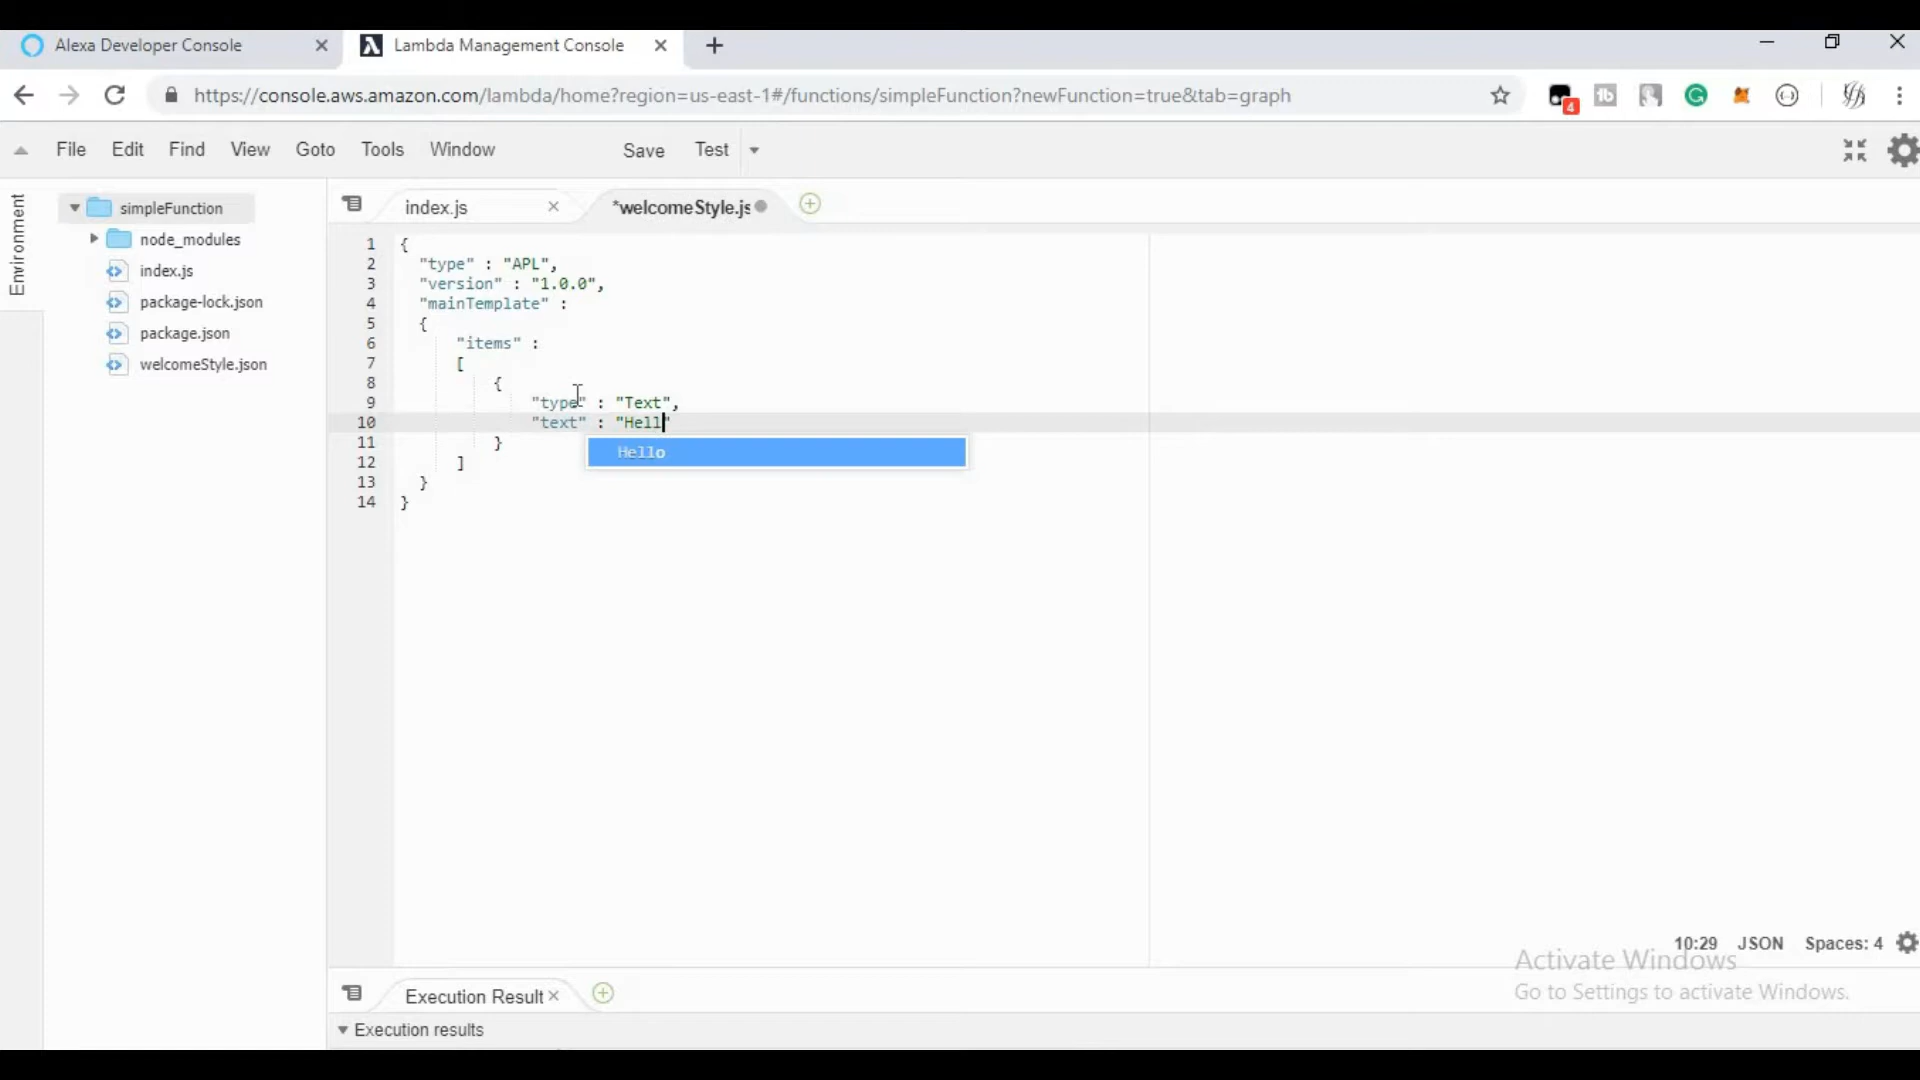 Alexa Developer Console
Lambda Management Console
https://console.aws.amazon.com/lambda/home?region=us-east-1#/functions/simpleFunction?newFunction=true&tab=graph
4
File Edit Find View Goto Tools Window Save Test
Environment
simpleFunction
node_modules
index.js
package-lock.json
package.json
welcomeStyle.json
index.js
*welcomeStyle.js
1 {
2 "type" : "APL",
3 "version" : "1.0.0",
4 "mainTemplate" :
5 {
6 "items" :
7 [
8 {
9 "type" : "Text",
10 "text" : "Hell"
11 }
12 ]
13 }
14 }
Hello
10:29 JSON Spaces: 4
Activate Windows
Go to Settings to activate Windows.
Execution Result
Execution results